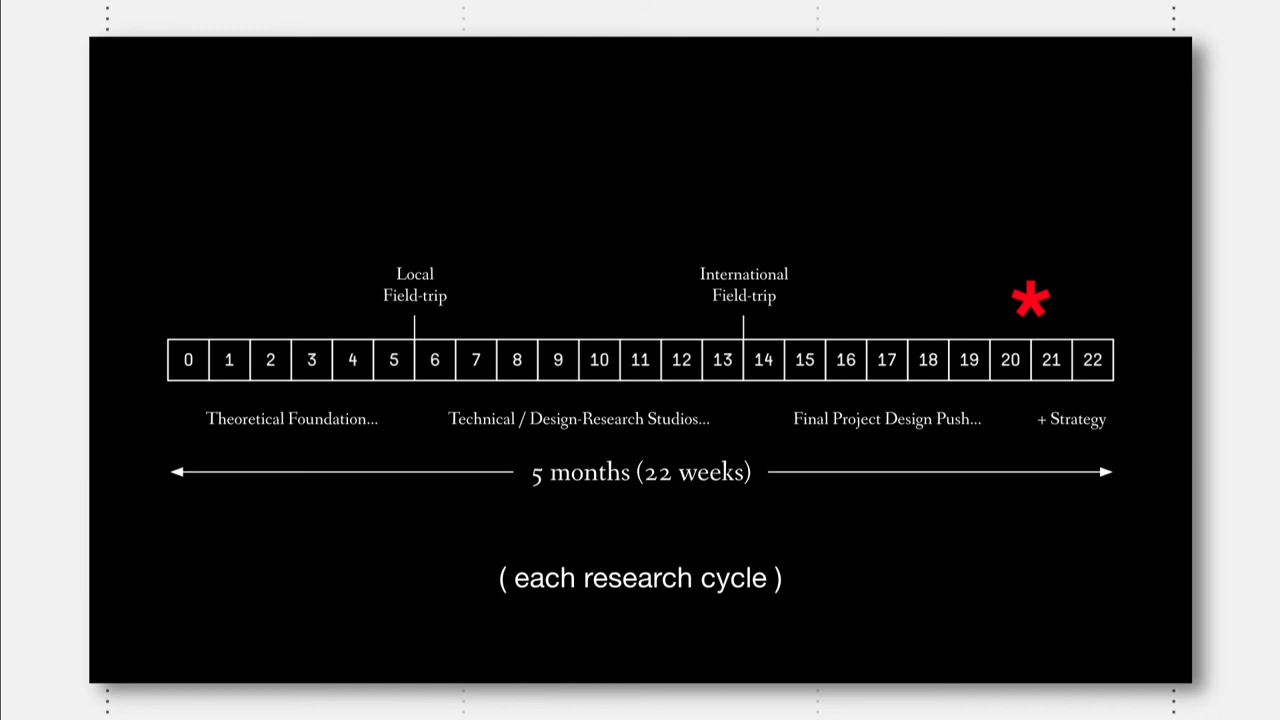 Local
Field-trip
International
Field-trip
*
0 1 2 3 4 5 6 7 8 9 10 11 12 13 14 15 16 17 18 19 20 21 22
Theoretical Foundation... Technical / Design-Research Studios... Final Project Design Push... + Strategy
5 months (22 weeks)
( each research cycle )